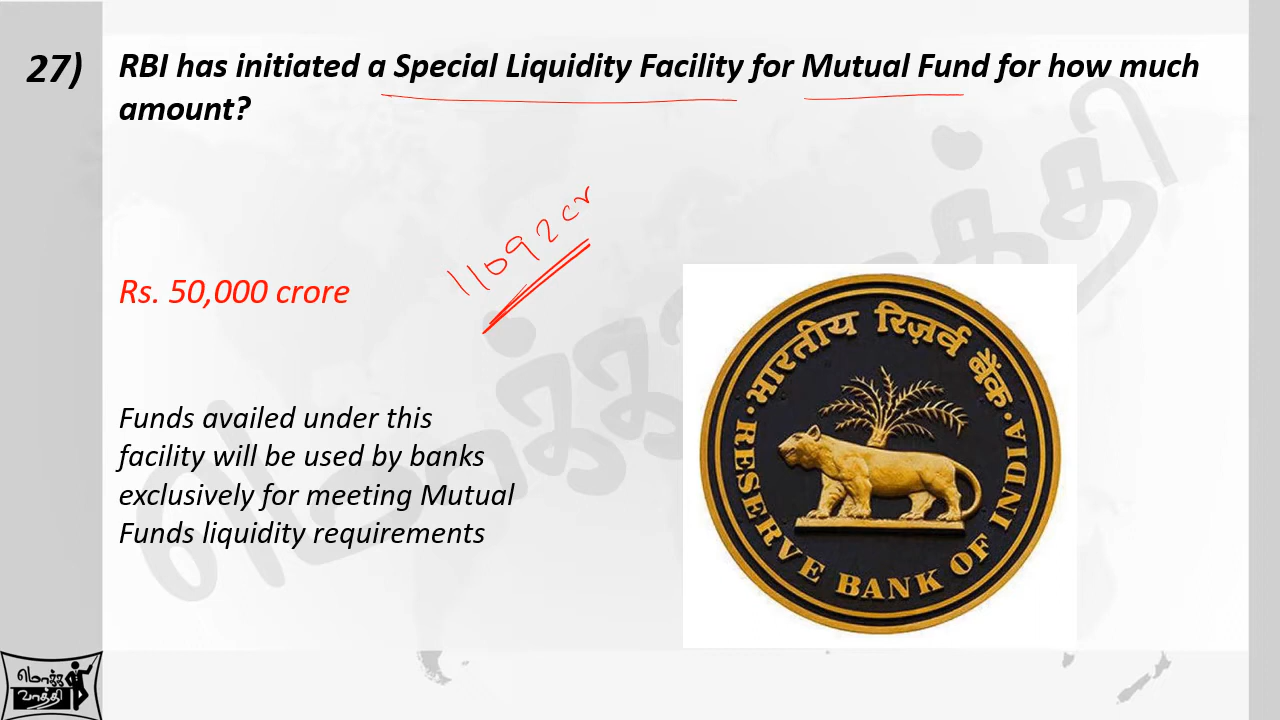 27)
RBI has initiated a Special Liquidity Facility for Mutual Fund for how much
amount?
11092 cr
Rs. 50,000 crore
Funds availed under this
facility will be used by banks
exclusively for meeting Mutual
Funds liquidity requirements
भारतीय रिज़र्व बैंक
RESERVE BANK OF INDIA
மொக்க
வாத்தி